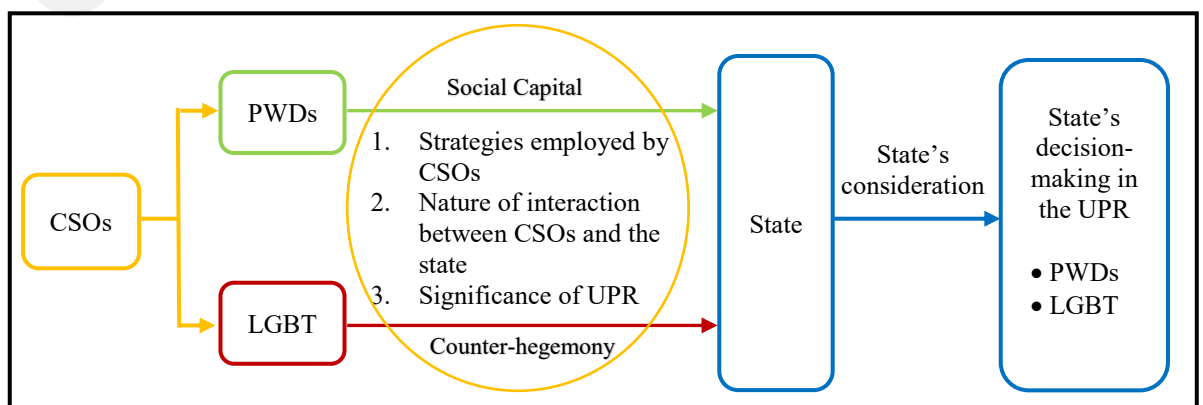 CSOs
PWDs
LGBT
Social Capital
1. Strategies employed by
CSOs
2. Nature of interaction
between CSOs and the
state
3. Significance of UPR
Counter-hegemony
State
State's
consideration
State's
decision-
making in
the UPR
• PWDs
• LGBT